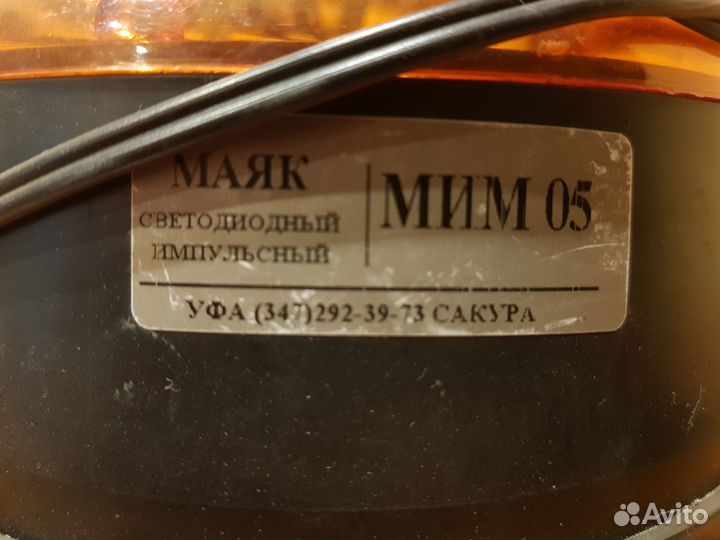 МАЯК
СВЕТОДИОДНЫЙ
ИМПУЛЬСНЫЙ
МИМ 05
УФА (347)292-39-73 САКУРА
Avito